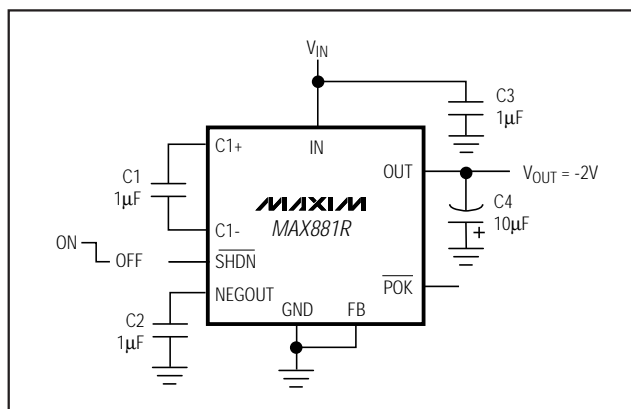 VIN
C3
1µF
C1+
IN
C1
1µF
OUT
VOUT = -2V
MAXIM
MAX881R
C4
10µF
+
C1-
ON
OFF
SHDN
POK
NEGOUT
GND
FB
C2
1µF